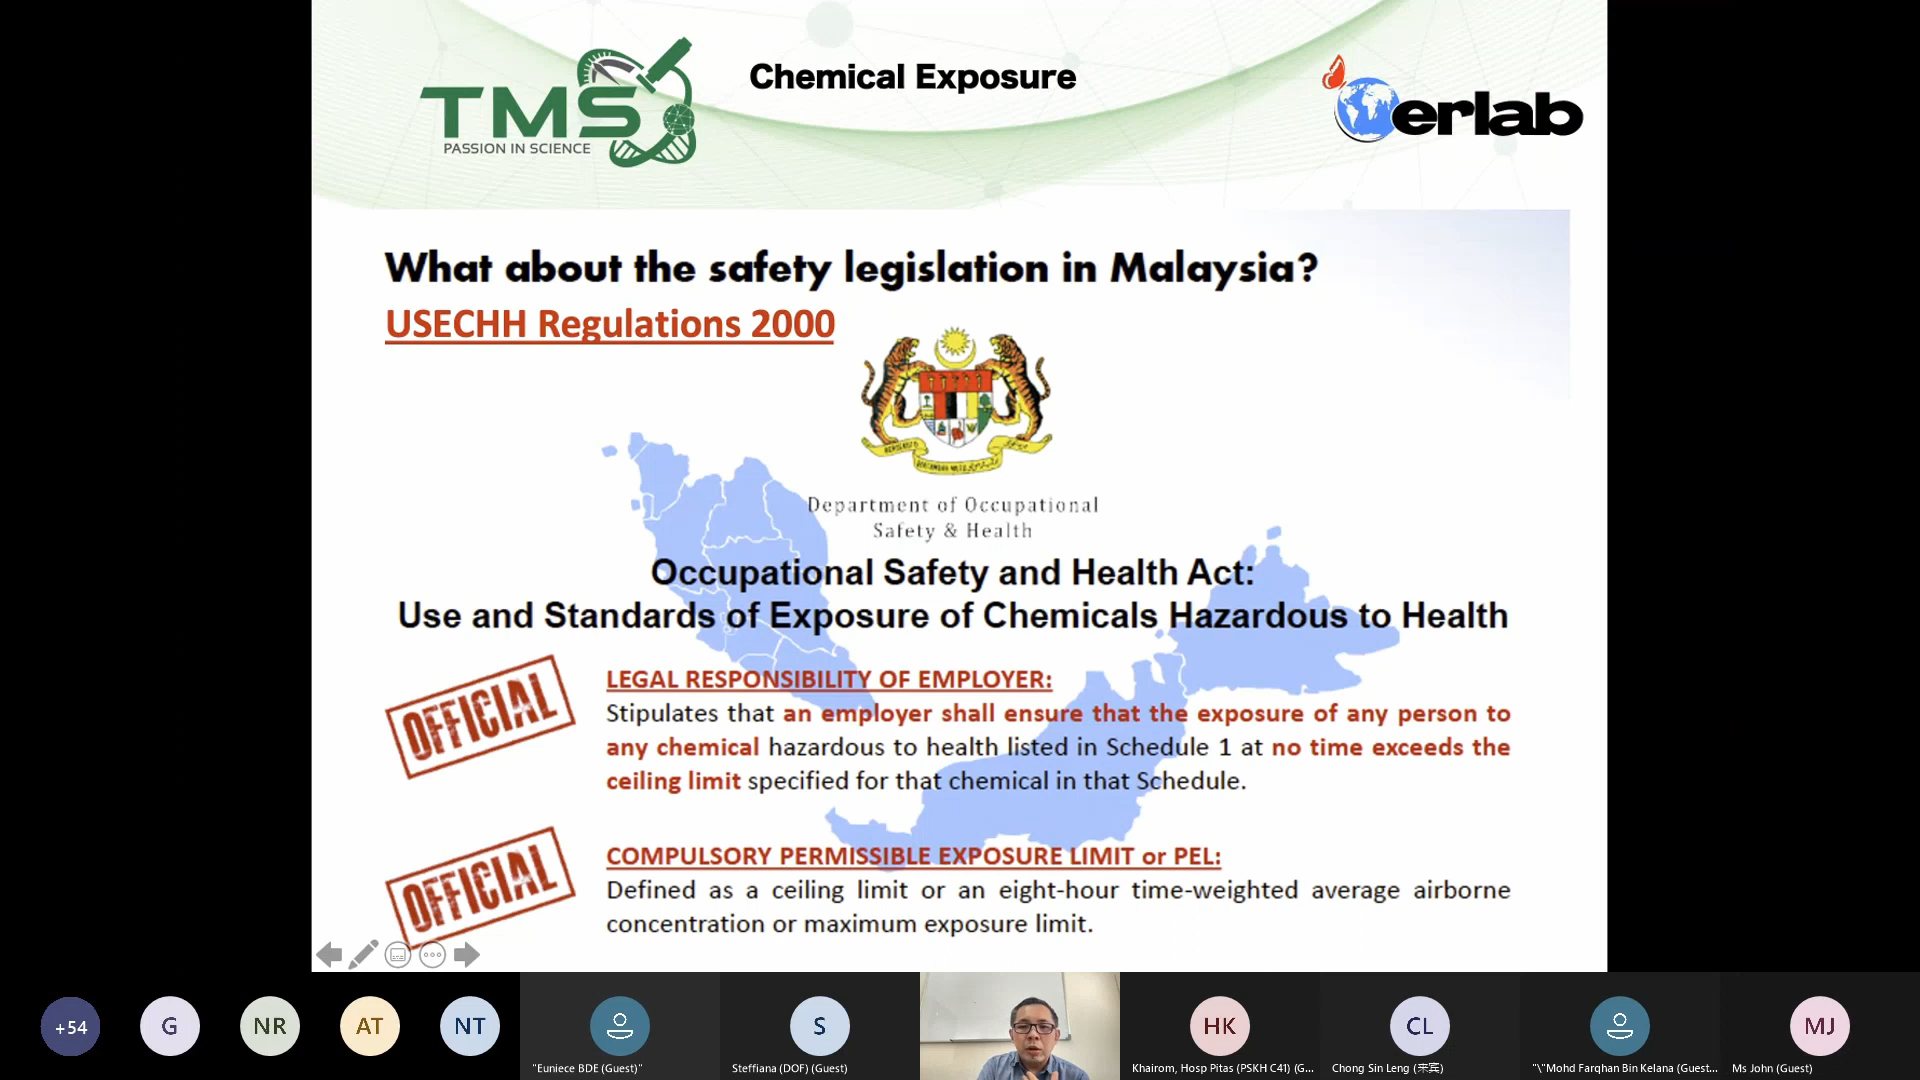 TMS
PASSION IN SCIENCE
Chemical Exposure
erlab
What about the safety legislation in Malaysia?
USECHH Regulations 2000
Department of Occupational
Safety & Health
Occupational Safety and Health Act:
Use and Standards of Exposure of Chemicals Hazardous to Health
OFFICIAL
LEGAL RESPONSIBILITY OF EMPLOYER:
Stipulates that an employer shall ensure that the exposure of any person to
any chemical hazardous to health listed in Schedule 1 at no time exceeds the
ceiling limit specified for that chemical in that Schedule.
OFFICIAL
COMPULSORY PERMISSIBLE EXPOSURE LIMIT or PEL:
Defined as a ceiling limit or an eight-hour time-weighted average airborne
concentration or maximum exposure limit.
+54
G
NR
AT
NT
"Euniece BDE (Guest)"
S
Steffiana (DOF) (Guest)
HK
Khairom, Hosp Pitas (PSKH C41) (G...
CL
Chong Sin Leng (来宾)
"\"Mohd Farqhan Bin Kelana (Guest...
MJ
Ms John (Guest)